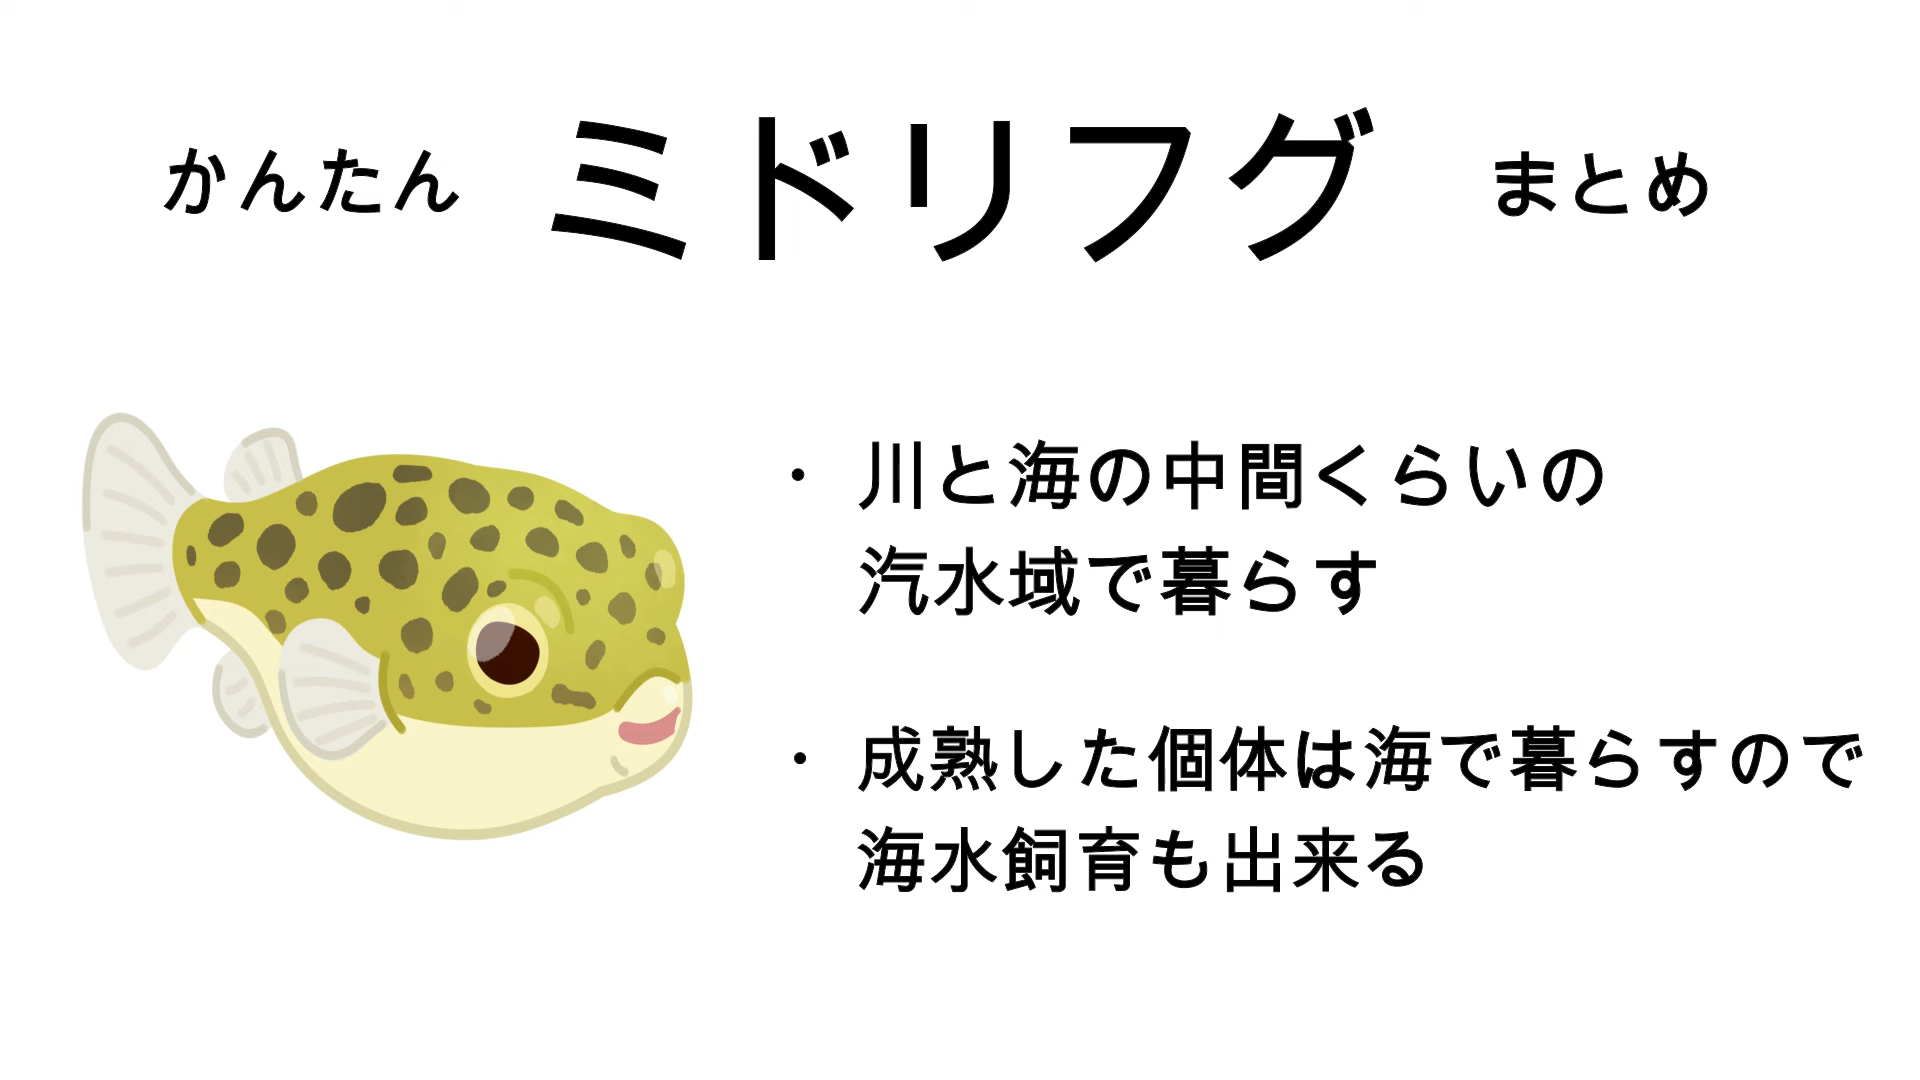 かんたん ミドリフグ まとめ
・川と海の中間くらいの
汽水域で暮らす
・成熟した個体は海で暮らすので
海水飼育も出来る